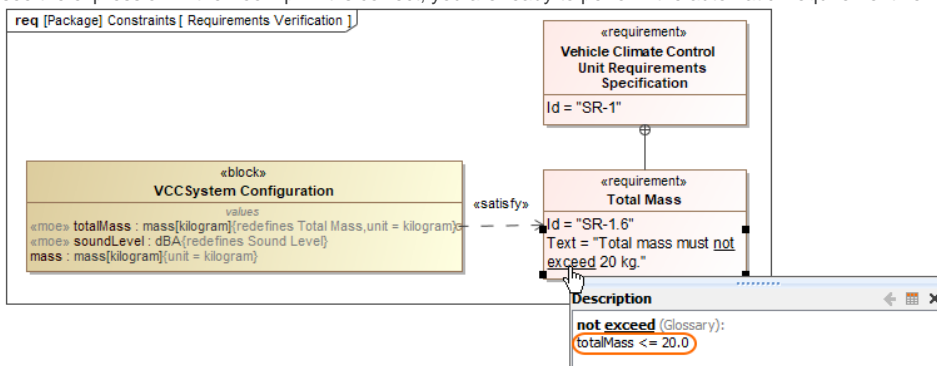 req [Package] Constraints [ Requirements Verification ]
«requirement»
Vehicle Climate Control
Unit Requirements
Specification
Id = "SR-1"
«block»
VCCSystem Configuration
values
«moe» totalMass : mass[kilogram]{redefines Total Mass,unit = kilogram}
«moe» soundLevel : dBA{redefines Sound Level}
mass : mass[kilogram]{unit = kilogram}
«satisfy»
«requirement»
Total Mass
Id = "SR-1.6"
Text = "Total mass must not
exceed 20 kg."
Description
not exceed (Glossary):
totalMass <= 20.0